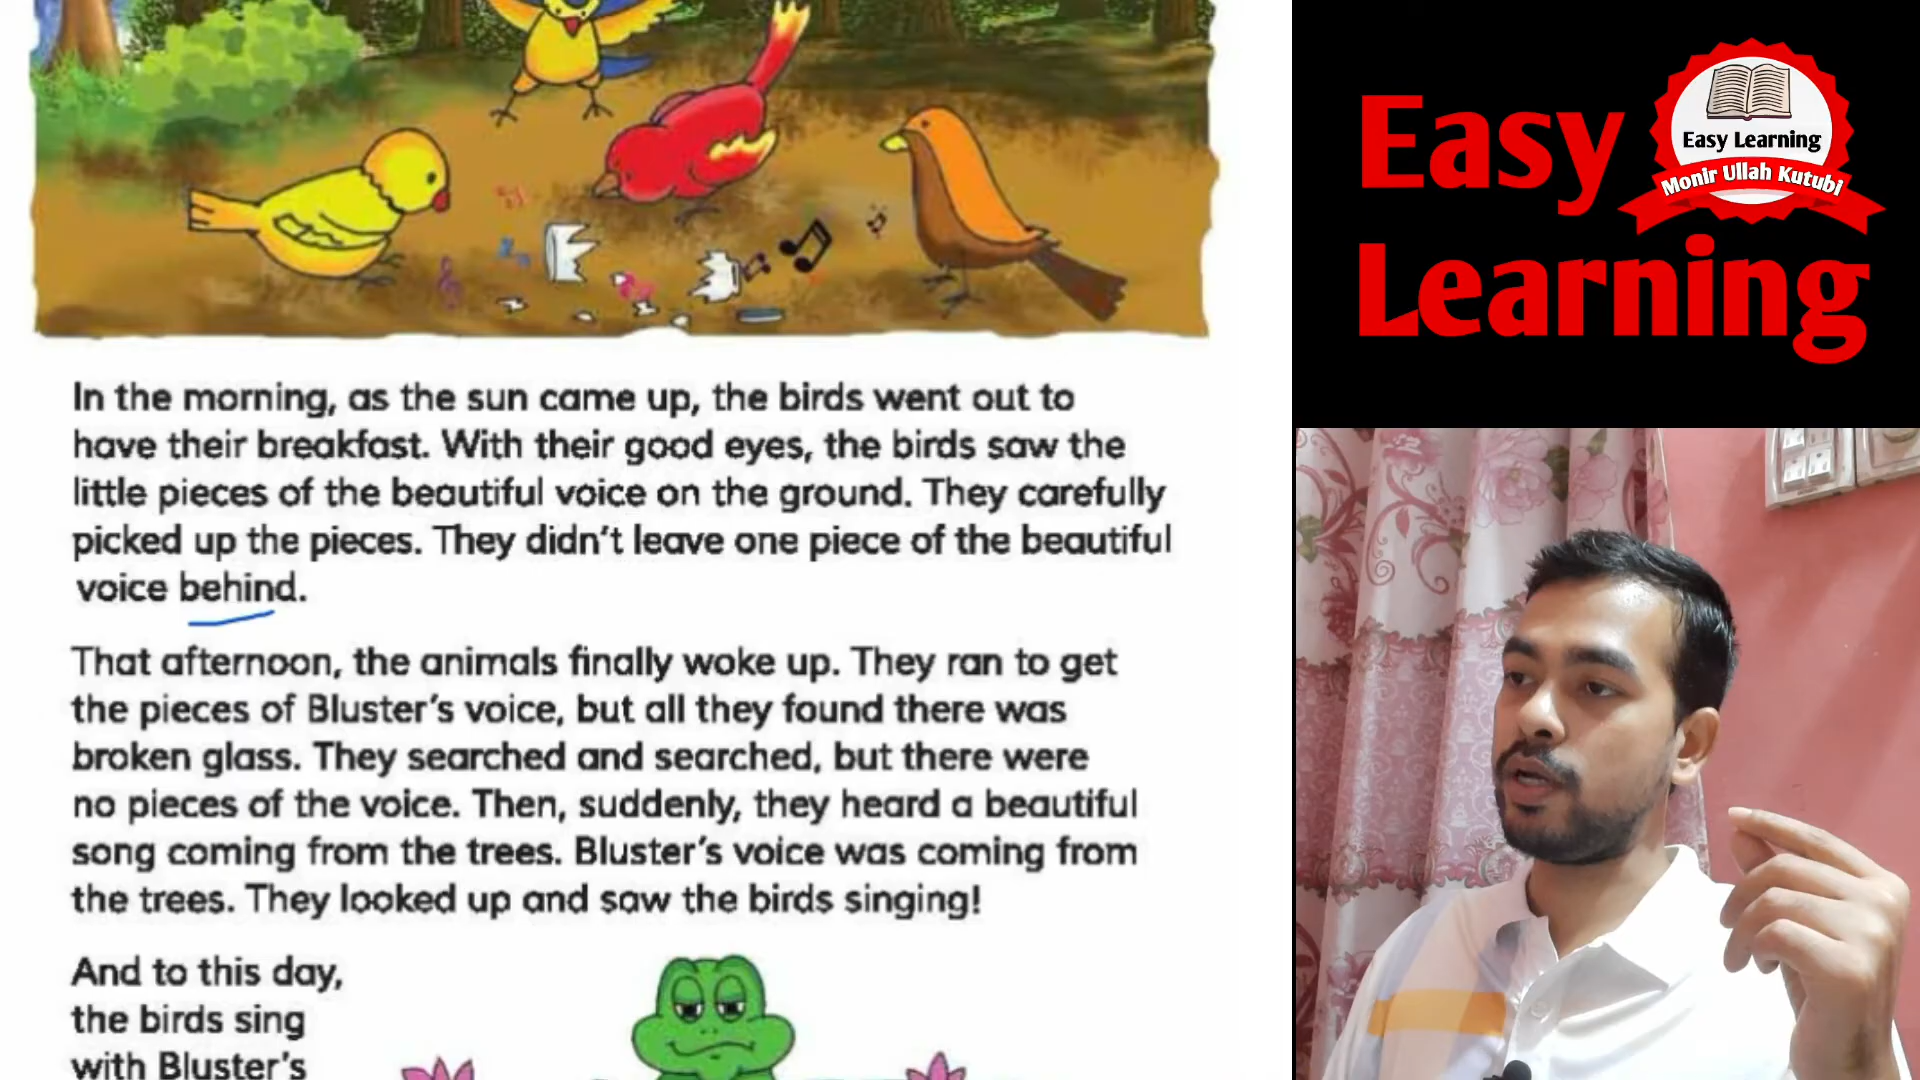 In the morning, as the sun came up, the birds went out to
have their breakfast. With their good eyes, the birds saw the
little pieces of the beautiful voice on the ground. They carefully
picked up the pieces. They didn't leave one piece of the beautiful
voice behind.
That afternoon, the animals finally woke up. They ran to get
the pieces of Bluster's voice, but all they found there was
broken glass. They searched and searched, but there were
no pieces of the voice. Then, suddenly, they heard a beautiful
song coming from the trees. Bluster's voice was coming from
the trees. They looked up and saw the birds singing!
And to this day,
the birds sing
with Bluster's
Easy
Learning
Easy Learning
Monir Ullah Kutubi